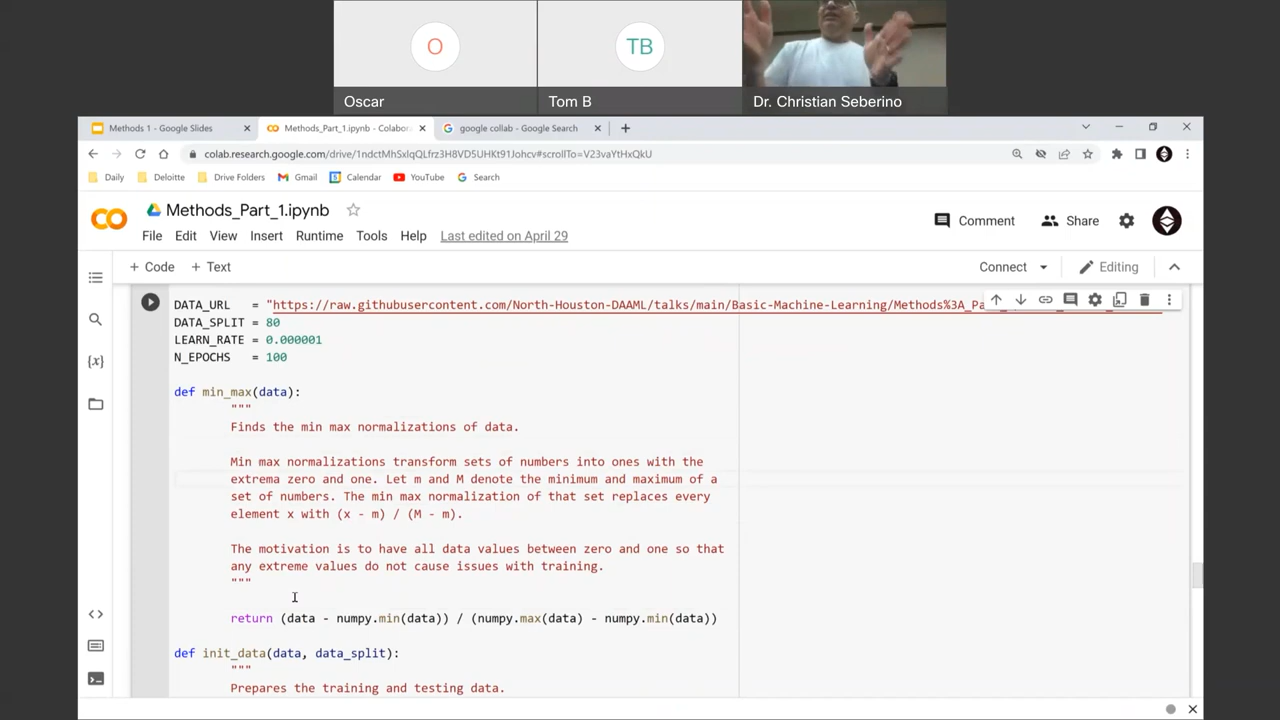 O
TB
Oscar
Tom B
Dr. Christian Seberino
Methods 1 - Google Slides
Methods_Part_1.ipynb - Colabora
google collab - Google Search
colab.research.google.com/drive/1ndctMhSxlqQLfrz3H8VD5UHKt91Johcv#scrollTo=V23vaYtHxQkU
Daily
Deloitte
Drive Folders
Gmail
Calendar
YouTube
Search
Methods_Part_1.ipynb
Comment
Share
File Edit View Insert Runtime Tools Help Last edited on April 29
+ Code + Text
Connect
Editing
DATA_URL = "https://raw.githubusercontent.com/North-Houston-DAAML/talks/main/Basic-Machine-Learning/Methods%3A_Pa
DATA_SPLIT = 80
LEARN_RATE = 0.000001
N_EPOCHS = 100
def min_max(data):
"""
Finds the min max normalizations of data.
Min max normalizations transform sets of numbers into ones with the
extrema zero and one. Let m and M denote the minimum and maximum of a
set of numbers. The min max normalization of that set replaces every
element x with (x - m) / (M - m).
The motivation is to have all data values between zero and one so that
any extreme values do not cause issues with training.
"""
return (data - numpy.min(data)) / (numpy.max(data) - numpy.min(data))
def init_data(data, data_split):
"""
Prepares the training and testing data.